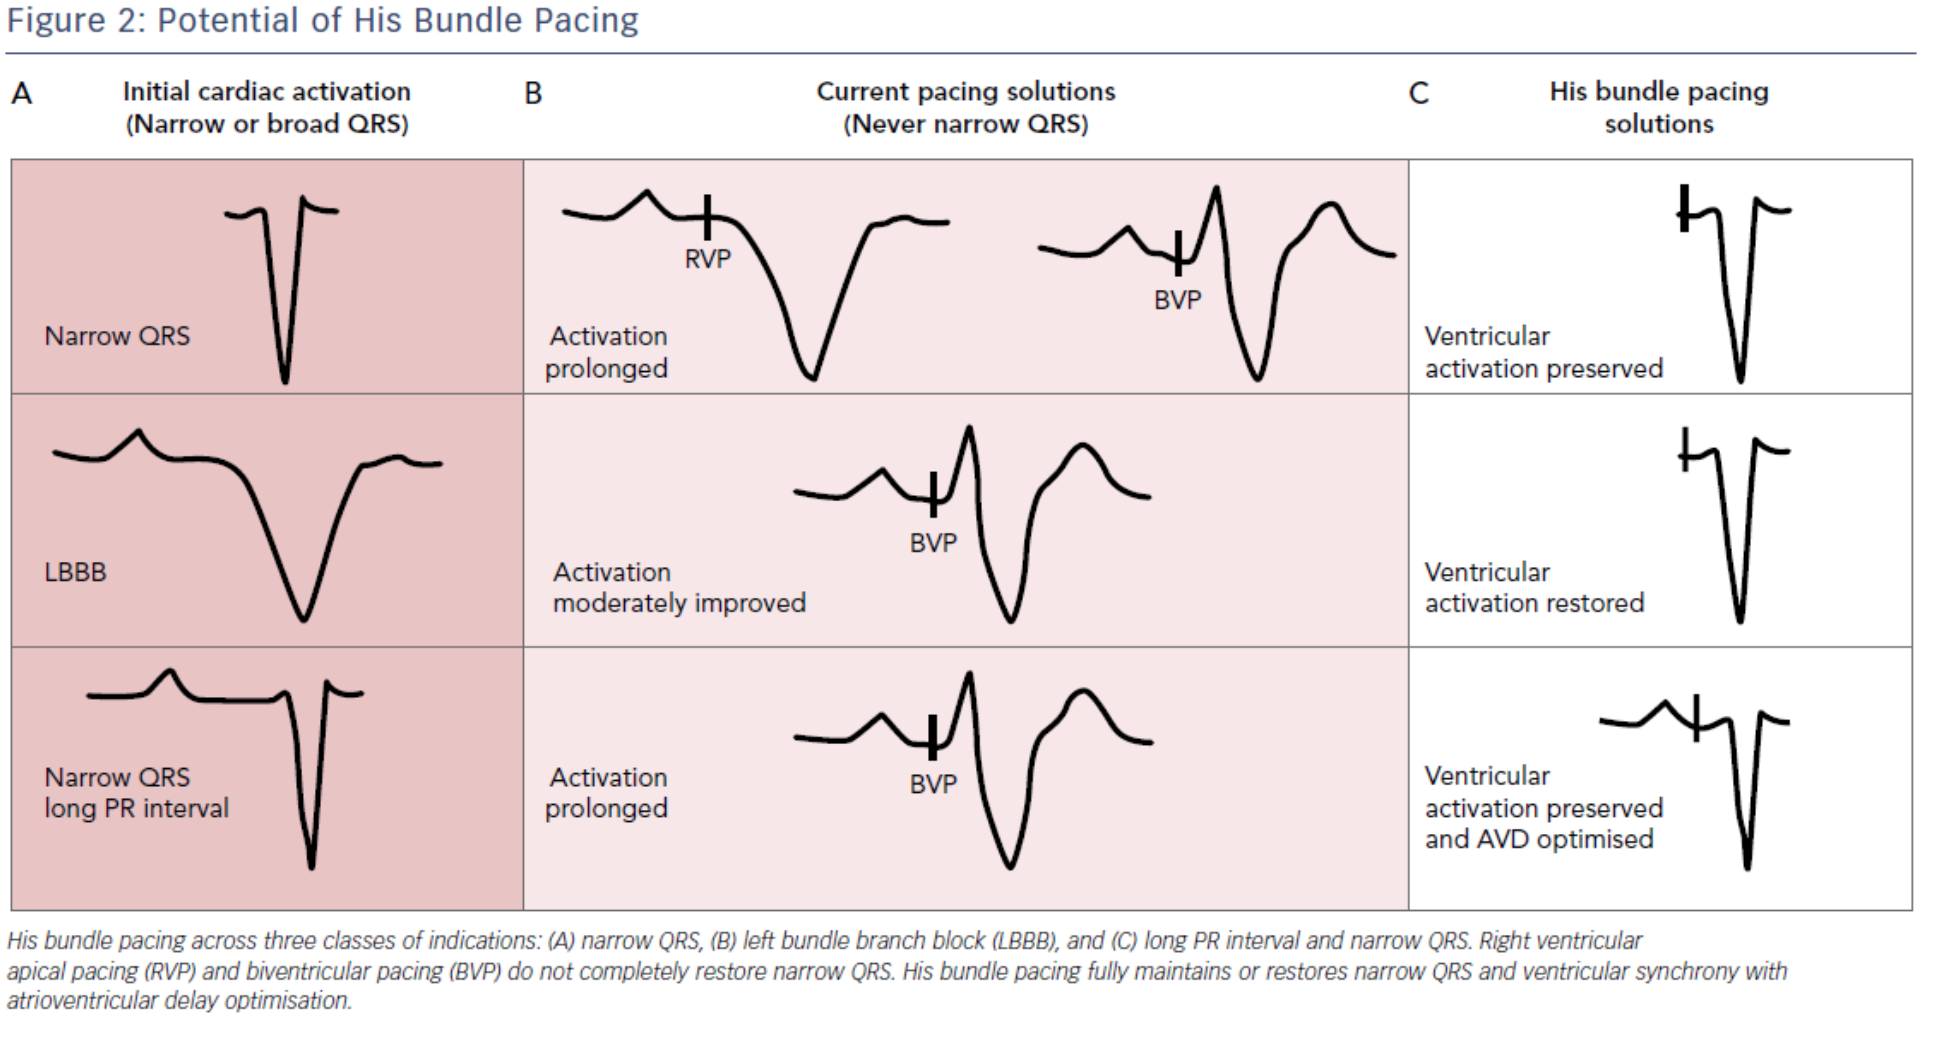 Figure 2: Potential of His Bundle Pacing
A
Initial cardiac activation
(Narrow or broad QRS)
B
Current pacing solutions
(Never narrow QRS)
C
His bundle pacing
solutions
Narrow QRS
RVP
BVP
Activation
prolonged
Ventricular
activation preserved
LBBB
BVP
Activation
moderately improved
Ventricular
activation restored
Narrow QRS
long PR interval
BVP
Activation
prolonged
Ventricular
activation preserved
and AVD optimised
His bundle pacing across three classes of indications: (A) narrow QRS, (B) left bundle branch block (LBBB), and (C) long PR interval and narrow QRS. Right ventricular
apical pacing (RVP) and biventricular pacing (BVP) do not completely restore narrow QRS. His bundle pacing fully maintains or restores narrow QRS and ventricular synchrony with
atrioventricular delay optimisation.